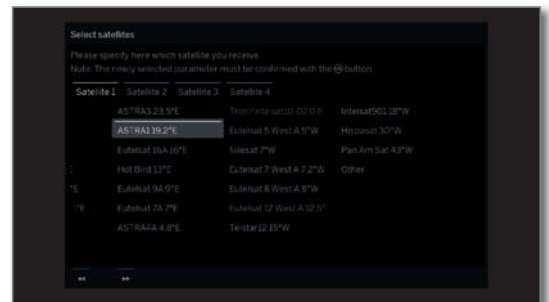 Select satellites
Please specify here which satellite you receive
Note: The newly selected parameter must be confirmed with the OK button
Satellite 1 Satellite 2 Satellite 3 Satellite 4
ASTRA3 23.5°E Intelsat901 18°W
ASTRA1 19.2°E Eutelsat 5 West A 5°W Hispasat 30°W
Eutelsat 16A 16°E Nilesat 7°W Pan Am Sat 43°W
Hot Bird 13°E Eutelsat 7 West A 7.2°W Other
°E Eutelsat 9A 9°E Eutelsat 8 West A 8°W
°E Eutelsat 7A 7°E Eutelsat 12 West A 12.5°
ASTRA4A 4.8°E Telstar12 15°W